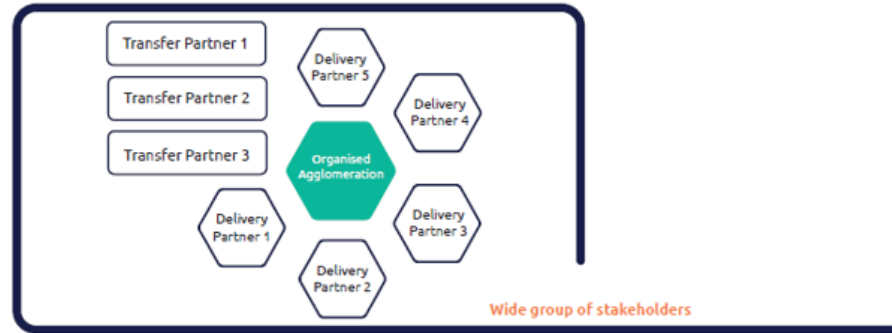 Transfer Partner 1
Transfer Partner 2
Transfer Partner 3
Delivery
Partner 5
Delivery
Partner 4
Organised
Agglomeration
Delivery
Partner 1
Delivery
Partner 3
Delivery
Partner 2
Wide group of stakeholders